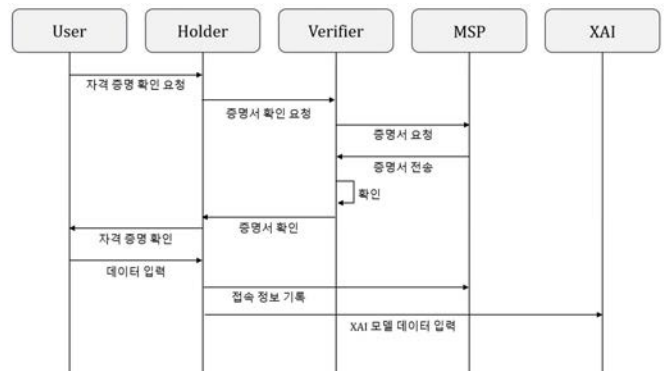 User Holder Verifier MSP XAI
자격 증명 확인 요청
증명서 확인 요청
증명서 요청
증명서 전송
확인
증명서 확인
자격 증명 확인
데이터 입력
접속 정보 기록
XAI 모델 데이터 입력